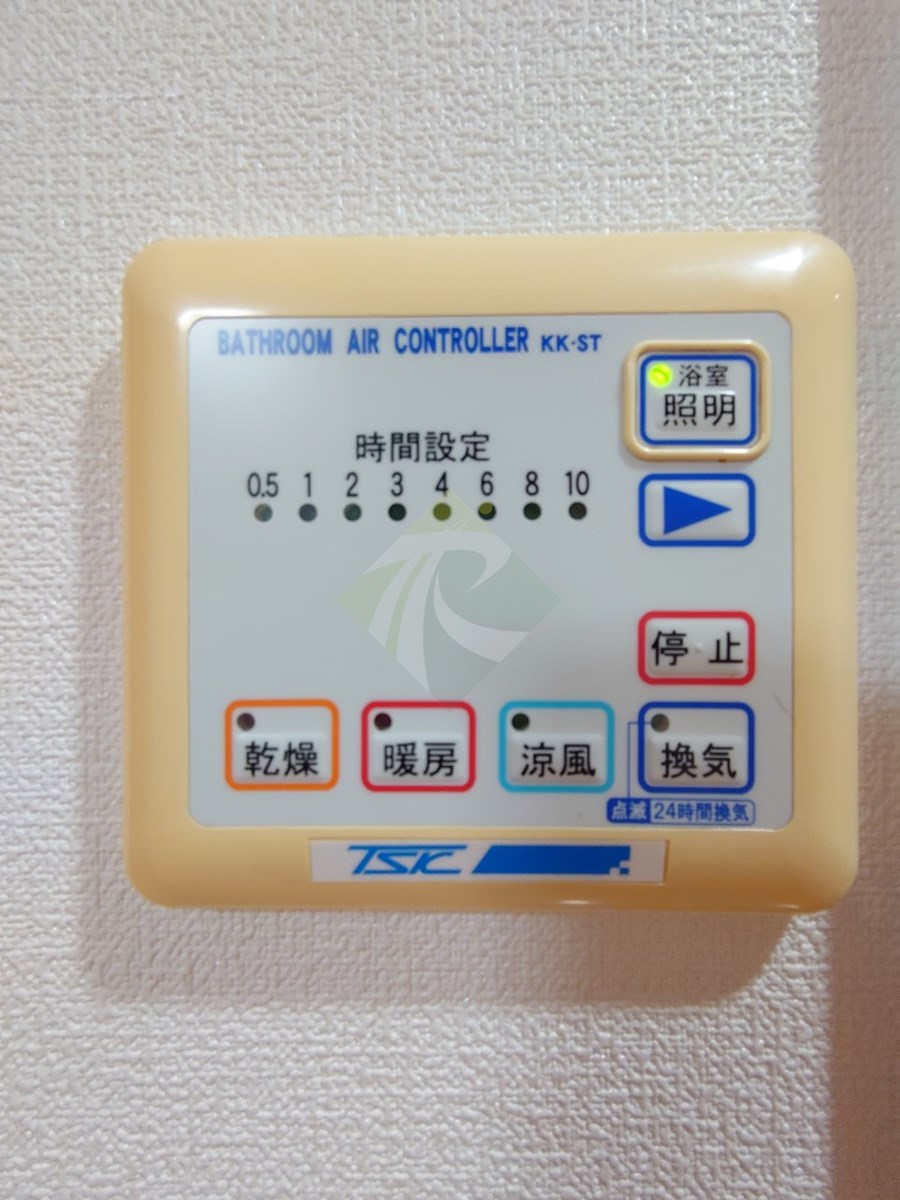 BATHROOM AIR CONTROLLER KK-ST
浴室
照明
時間設定
0.5 1 2 3 4 6 8 10
停止
乾燥
暖房
涼風
換気
点滅 24時間換気
TSK